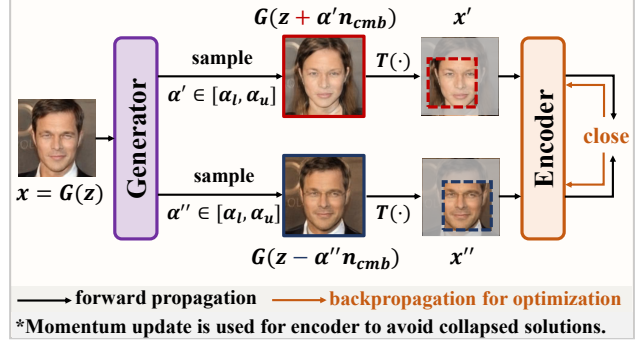 G(z + α′n_cmb) x′
sample T(·)
α′ ∈ [α_l, α_u]
x = G(z)
Generator
Encoder
close
sample T(·)
α′′ ∈ [α_l, α_u]
G(z − α′′n_cmb) x′′
forward propagation backpropagation for optimization
*Momentum update is used for encoder to avoid collapsed solutions.